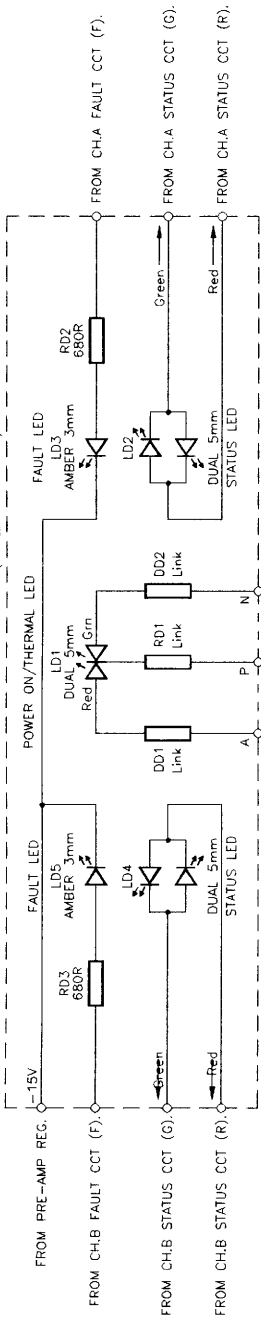 FROM PRE-AMP REG.
-15V
FROM CH.B FAULT CCT (F).
FROM CH.B STATUS CCT (G).
FROM CH.B STATUS CCT (R).
Green
Red
RD3
680R
FAULT LED
LD5
AMBER 3mm
LD4
DUAL 5mm
STATUS LED
POWER ON/THERMAL LED
LD1
DUAL 5mm
Red
Grn
DD1
Link
RD1
Link
DD2
Link
A
P
N
FAULT LED
LD3
AMBER 3mm
RD2
680R
LD2
DUAL 5mm
STATUS LED
Green
Red
FROM CH.A FAULT CCT (F).
FROM CH.A STATUS CCT (G).
FROM CH.A STATUS CCT (R).